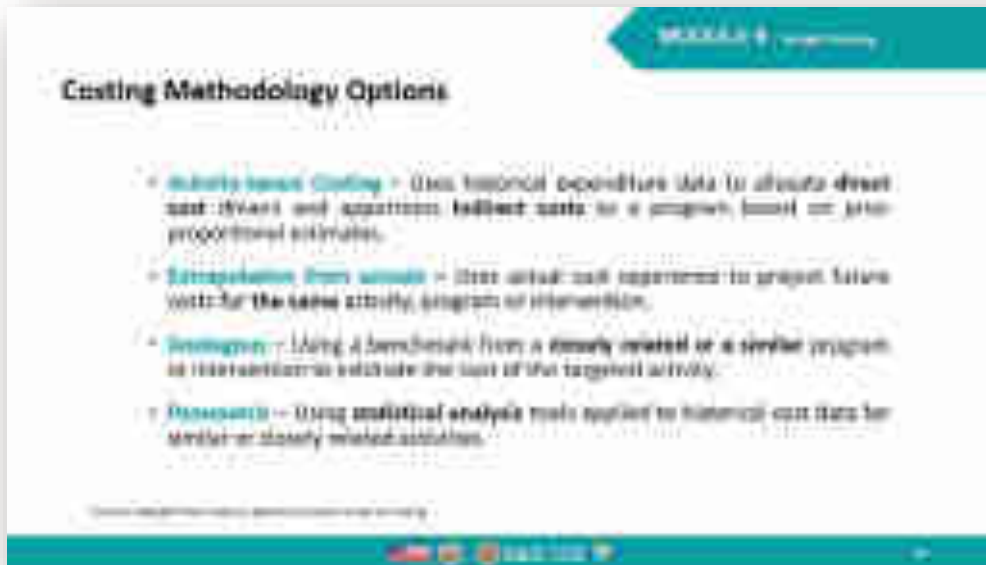 MODULE
Costing Methodology Options
• Activity-based Costing – Uses historical expenditure data to allocate direct
cost drivers and apportions indirect costs to a program based on prior
proportional estimates.
• Extrapolation from actuals – Uses actual cost experience to project future
costs for the same activity, program or intervention.
• Analogous – Using a benchmark from a closely related or a similar program
or intervention to estimate the cost of the targeted activity.
• Parametric – Using statistical analysis tools applied to historical cost data for
similar or closely related activities.